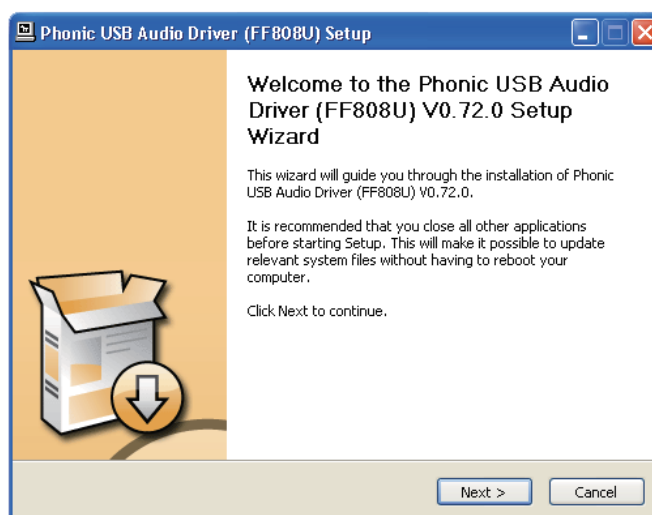 Phonic USB Audio Driver (FF808U) Setup
Welcome to the Phonic USB Audio
Driver (FF808U) V0.72.0 Setup
Wizard
This wizard will guide you through the installation of Phonic
USB Audio Driver (FF808U) V0.72.0.
It is recommended that you close all other applications
before starting Setup. This will make it possible to update
relevant system files without having to reboot your
computer.
Click Next to continue.
Next >
Cancel